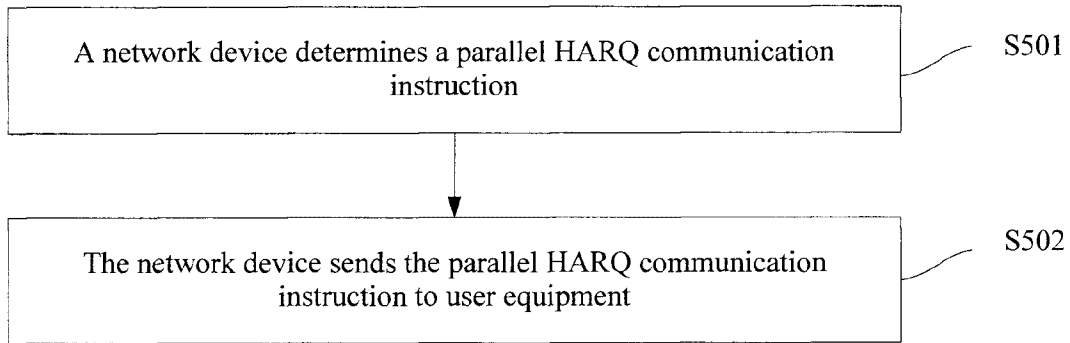 A network device determines a parallel HARQ communication
instruction
S501
The network device sends the parallel HARQ communication
instruction to user equipment
S502